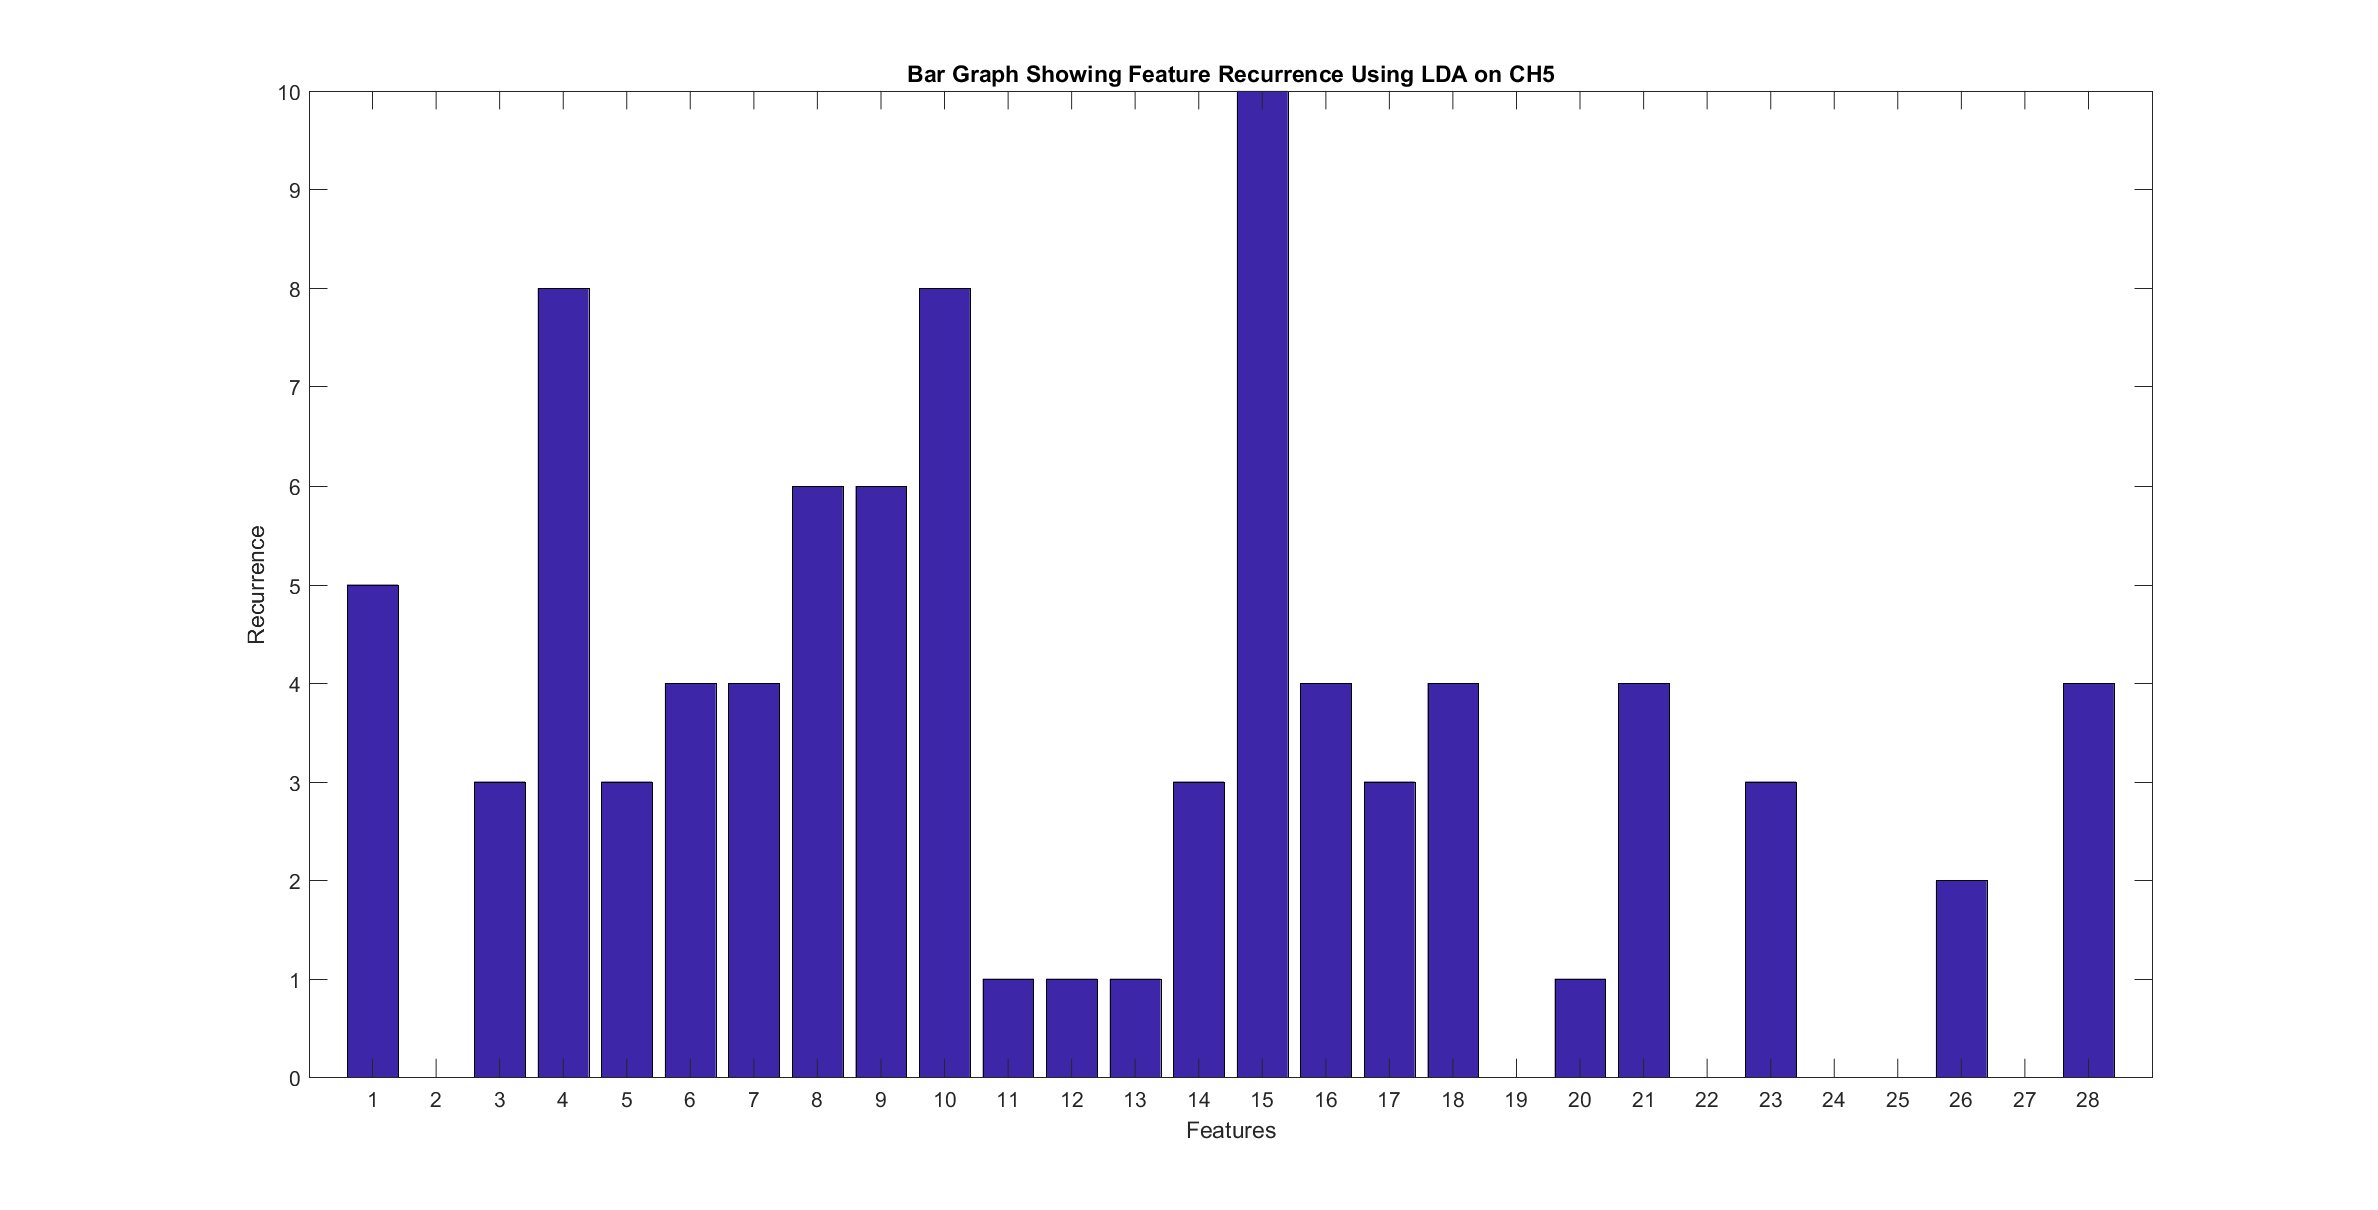 Bar Graph Showing Feature Recurrence Using LDA on CH5
10
9
8
7
6
5
4
3
2
1
0
Recurrence
1 2 3 4 5 6 7 8 9 10 11 12 13 14 15 16 17 18 19 20 21 22 23 24 25 26 27 28
Features